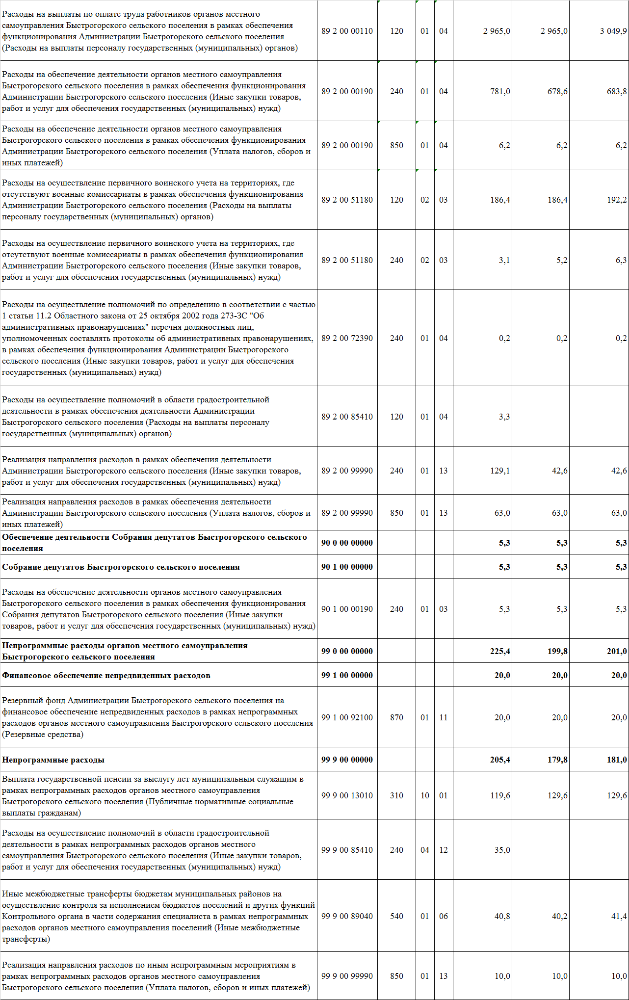 Расходы на выплаты по оплате труда работников органов местного
самоуправления Быстрогорского сельского поселения в рамках обеспечения
функционирования Администрации Быстрогорского сельского поселения
(Расходы на выплаты персоналу государственных (муниципальных) органов)
89 2 00 00110 120 01 04 2 965,0 2 965,0 3 049,9
Расходы на обеспечение деятельности органов местного самоуправления
Быстрогорского сельского поселения в рамках обеспечения функционирования
Администрации Быстрогорского сельского поселения (Иные закупки товаров,
работ и услуг для обеспечения государственных (муниципальных) нужд)
89 2 00 00190 240 01 04 781,0 678,6 683,8
Расходы на обеспечение деятельности органов местного самоуправления
Быстрогорского сельского поселения в рамках обеспечения функционирования
Администрации Быстрогорского сельского поселения (Уплата налогов, сборов и
иных платежей)
89 2 00 00190 850 01 04 6,2 6,2 6,2
Расходы на осуществление первичного воинского учета на территориях, где
отсутствуют военные комиссариаты в рамках обеспечения функционирования
Администрации Быстрогорского сельского поселения (Расходы на выплаты
персоналу государственных (муниципальных) органов)
89 2 00 51180 120 02 03 186,4 186,4 192,2
Расходы на осуществление первичного воинского учета на территориях, где
отсутствуют военные комиссариаты в рамках обеспечения функционирования
Администрации Быстрогорского сельского поселения (Иные закупки товаров,
работ и услуг для обеспечения государственных (муниципальных) нужд)
89 2 00 51180 240 02 03 3,1 5,2 6,3
Расходы на осуществление полномочий по определению в соответствии с частью
1 статьи 11.2 Областного закона от 25 октября 2002 года 273-ЗС "Об
административных правонарушениях" перечня должностных лиц,
уполномоченных составлять протоколы об административных правонарушениях,
в рамках обеспечения функционирования Администрации Быстрогорского
сельского поселения (Иные закупки товаров, работ и услуг для обеспечения
государственных (муниципальных) нужд)
89 2 00 72390 240 01 04 0,2 0,2 0,2
Расходы на осуществление полномочий в области градостроительной
деятельности в рамках обеспечения деятельности Администрации
Быстрогорского сельского поселения (Расходы на выплаты персоналу
государственных (муниципальных) органов)
89 2 00 85410 120 01 04 3,3
Реализация направления расходов в рамках обеспечения деятельности
Администрации Быстрогорского сельского поселения (Иные закупки товаров,
работ и услуг для обеспечения государственных (муниципальных) нужд)
89 2 00 99990 240 01 13 129,1 42,6 42,6
Реализация направления расходов в рамках обеспечения деятельности
Администрации Быстрогорского сельского поселения (Уплата налогов, сборов и
иных платежей)
89 2 00 99990 850 01 13 63,0 63,0 63,0
Обеспечение деятельности Собрания депутатов Быстрогорского сельского
поселения
90 0 00 00000 5,3 5,3 5,3
Собрание депутатов Быстрогорского сельского поселения
90 1 00 00000 5,3 5,3 5,3
Расходы на обеспечение деятельности органов местного самоуправления
Быстрогорского сельского поселения в рамках обеспечения функционирования
Собрания депутатов Быстрогорского сельского поселения (Иные закупки
товаров, работ и услуг для обеспечения государственных (муниципальных) нужд)
90 1 00 00190 240 01 03 5,3 5,3 5,3
Непрограммные расходы органов местного самоуправления
Быстрогорского сельского поселения
99 0 00 00000 225,4 199,8 201,0
Финансовое обеспечение непредвиденных расходов
99 1 00 00000 20,0 20,0 20,0
Резервный фонд Администрации Быстрогорского сельского поселения на
финансовое обеспечение непредвиденных расходов в рамках непрограммных
расходов органов местного самоуправления Быстрогорского сельского поселения
(Резервные средства)
99 1 00 92100 870 01 11 20,0 20,0 20,0
Непрограммные расходы
99 9 00 00000 205,4 179,8 181,0
Выплата государственной пенсии за выслугу лет муниципальным служащим в
рамках непрограммных расходов органов местного самоуправления
Быстрогорского сельского поселения (Публичные нормативные социальные
выплаты гражданам)
99 9 00 13010 310 10 01 119,6 129,6 129,6
Расходы на осуществление полномочий в области градостроительной
деятельности в рамках непрограммных расходов органов местного
самоуправления Быстрогорского сельского поселения (Иные закупки товаров,
работ и услуг для обеспечения государственных (муниципальных) нужд)
99 9 00 85410 240 04 12 35,0
Иные межбюджетные трансферты бюджетам муниципальных районов на
осуществление контроля за исполнением бюджетов поселений и других функций
Контрольного органа в части содержания специалиста в рамках непрограммных
расходов органов местного самоуправления поселений (Иные межбюджетные
трансферты)
99 9 00 89040 540 01 06 40,8 40,2 41,4
Реализация направления расходов по иным непрограммным мероприятиям в
рамках непрограммных расходов органов местного самоуправления
Быстрогорского сельского поселения (Уплата налогов, сборов и иных платежей)
99 9 00 99990 850 01 13 10,0 10,0 10,0